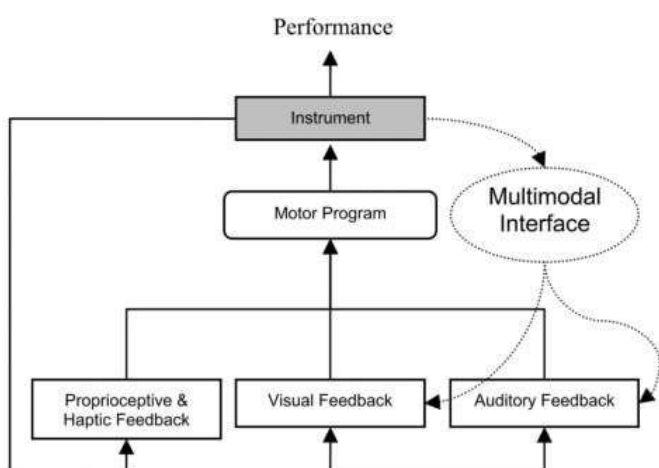 Performance
Instrument
Motor Program
Multimodal
Interface
Proprioceptive &
Haptic Feedback
Visual Feedback
Auditory Feedback